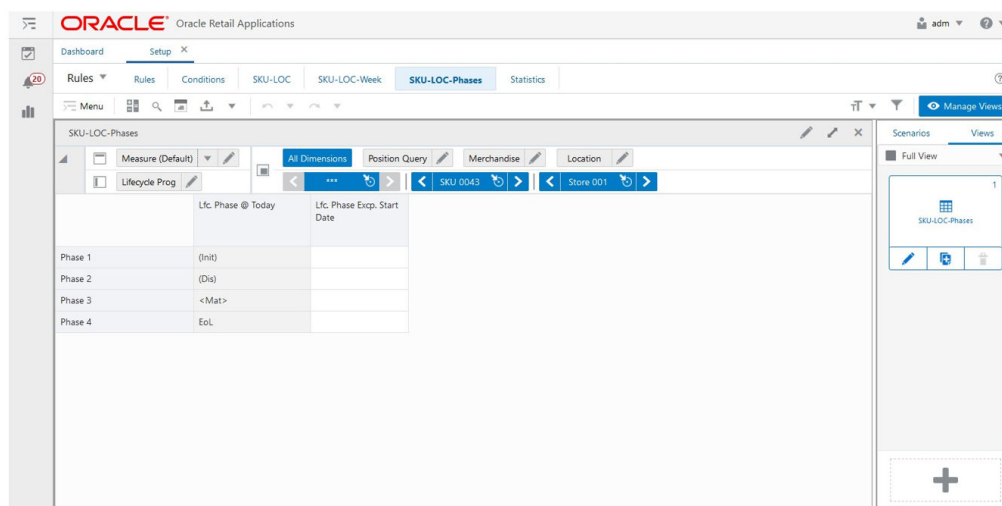 ORACLE® Oracle Retail Applications
adm
Dashboard
Setup
20
Rules
Rules
Conditions
SKU-LOC
SKU-LOC-Week
SKU-LOC-Phases
Statistics
Menu
Manage Views
SKU-LOC-Phases
Scenarios
Views
Measure (Default)
All Dimensions
Position Query
Merchandise
Location
Full View
Lifecycle Prog
***
SKU 0043
Store 001
1
SKU-LOC-Phases
Lfc. Phase @ Today
Lfc. Phase Excp. Start
Date
Phase 1 (Init)
Phase 2 (Dis)
Phase 3 <Mat>
Phase 4 EoL